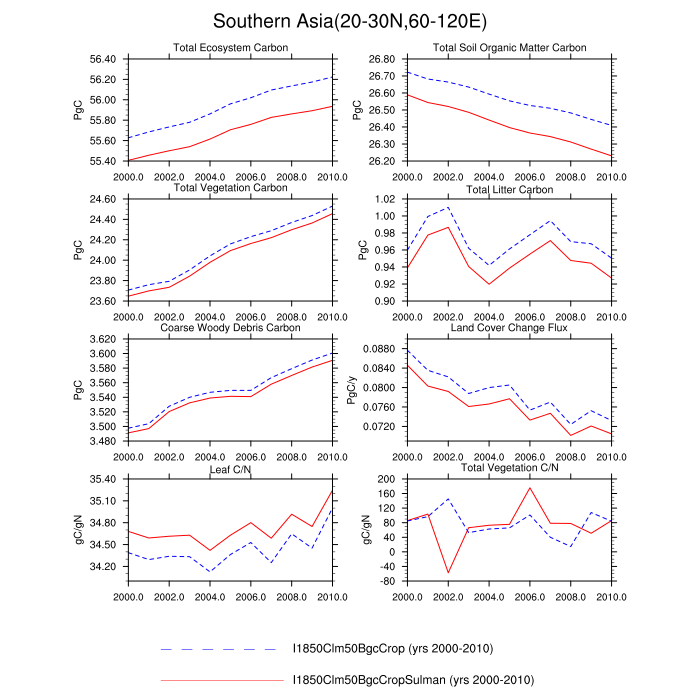 Southern Asia(20-30N,60-120E)
Total Ecosystem Carbon
PgC
56.40
56.20
56.00
55.80
55.60
55.40
2000.0 2002.0 2004.0 2006.0 2008.0 2010.0
Total Soil Organic Matter Carbon
PgC
26.80
26.70
26.60
26.50
26.40
26.30
26.20
2000.0 2002.0 2004.0 2006.0 2008.0 2010.0
Total Vegetation Carbon
PgC
24.60
24.40
24.20
24.00
23.80
23.60
2000.0 2002.0 2004.0 2006.0 2008.0 2010.0
Total Litter Carbon
PgC
1.02
1.00
0.98
0.96
0.94
0.92
0.90
2000.0 2002.0 2004.0 2006.0 2008.0 2010.0
Coarse Woody Debris Carbon
PgC
3.620
3.600
3.580
3.560
3.540
3.520
3.500
3.480
2000.0 2002.0 2004.0 2006.0 2008.0 2010.0
Land Cover Change Flux
PgC/y
0.0880
0.0840
0.0800
0.0760
0.0720
2000.0 2002.0 2004.0 2006.0 2008.0 2010.0
Leaf C/N
gC/gN
35.40
35.10
34.80
34.50
34.20
2000.0 2002.0 2004.0 2006.0 2008.0 2010.0
Total Vegetation C/N
gC/gN
200
160
120
80
40
0
-40
-80
2000.0 2002.0 2004.0 2006.0 2008.0 2010.0
I1850Clm50BgcCrop (yrs 2000-2010)
I1850Clm50BgcCropSulman (yrs 2000-2010)